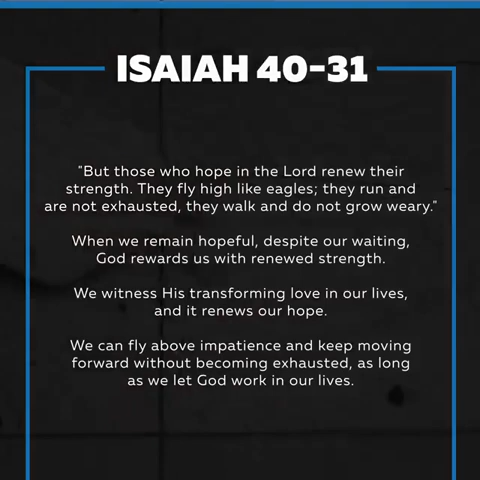 ISAIAH 40-31
"But those who hope in the Lord renew their
strength. They fly high like eagles; they run and
are not exhausted, they walk and do not grow weary."
When we remain hopeful, despite our waiting,
God rewards us with renewed strength.
We witness His transforming love in our lives,
and it renews our hope.
We can fly above impatience and keep moving
forward without becoming exhausted, as long
as we let God work in our lives.